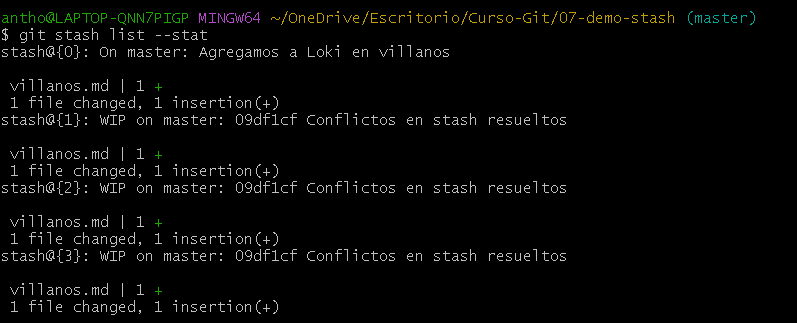 antho@LAPTOP-QNN7PIGP MINGW64 ~/OneDrive/Escritorio/Curso-Git/07-demo-stash (master)
$ git stash list --stat
stash@{0}: On master: Agregamos a Loki en villanos
villanos.md | 1 +
1 file changed, 1 insertion(+)
stash@{1}: WIP on master: 09df1cf Conflictos en stash resueltos
villanos.md | 1 +
1 file changed, 1 insertion(+)
stash@{2}: WIP on master: 09df1cf Conflictos en stash resueltos
villanos.md | 1 +
1 file changed, 1 insertion(+)
stash@{3}: WIP on master: 09df1cf Conflictos en stash resueltos
villanos.md | 1 +
1 file changed, 1 insertion(+)